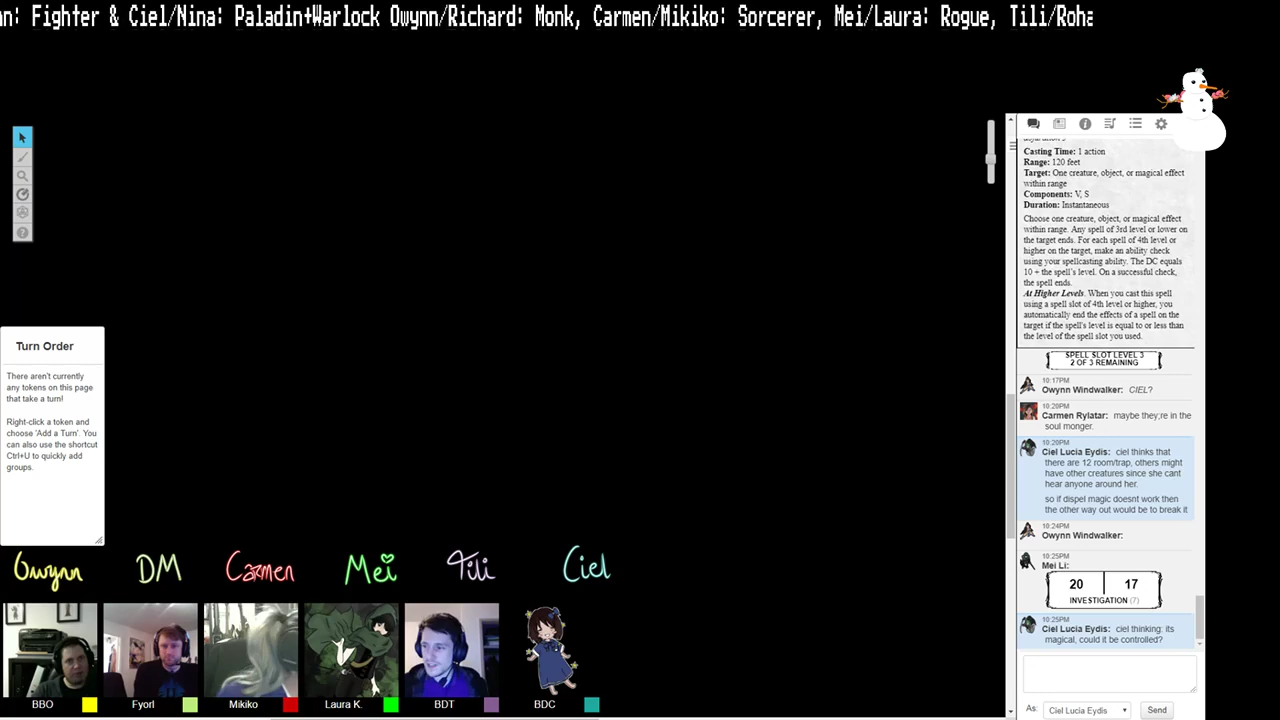 n: Fighter & Ciel/Nina: Paladin+Warlock Owynn/Richard: Monk, Carmen/Mikiko: Sorcerer, Mei/Laura: Rogue, Tili/Roha
Casting Time: 1 action
Range: 120 feet
Target: One creature, object, or magical effect
within range
Components: V, S
Duration: Instantaneous
Choose one creature, object, or magical effect
within range. Any spell of 3rd level or lower on
the target ends. For each spell of 4th level or
higher on the target, make an ability check
using your spellcasting ability. The DC equals
10 + the spell's level. On a successful check,
the spell ends.
At Higher Levels. When you cast this spell
using a spell slot of 4th level or higher, you
automatically end the effects of a spell on the
target if the spell's level is equal to or less than
the level of the spell slot you used.
SPELL SLOT LEVEL 3
2 OF 3 REMAINING
10:17PM
Owynn Windwalker: CIEL?
10:20PM
Carmen Rylatar: maybe they;re in the
soul monger.
10:20PM
Ciel Lucia Eydis: ciel thinks that
there are 12 room/trap, others might
have other creatures since she cant
hear anyone around her.
so if dispel magic doesnt work then
the other way out would to be to break it
10:24PM
Owynn Windwalker:
10:25PM
Mei Li:
20 17
INVESTIGATION (7)
10:25PM
Ciel Lucia Eydis: ciel thinking: its
magical, could it be controlled?
As: Ciel Lucia Eydis Send
Turn Order
There aren't currently
any tokens on this page
that take a turn!
Right-click a token and
choose 'Add a Turn'. You
can also use the shortcut
Ctrl+U to quickly add
groups.
Owynn DM Carmen Mei Tili Ciel
BBO Fyorl Mikiko Laura K. BDT BDC